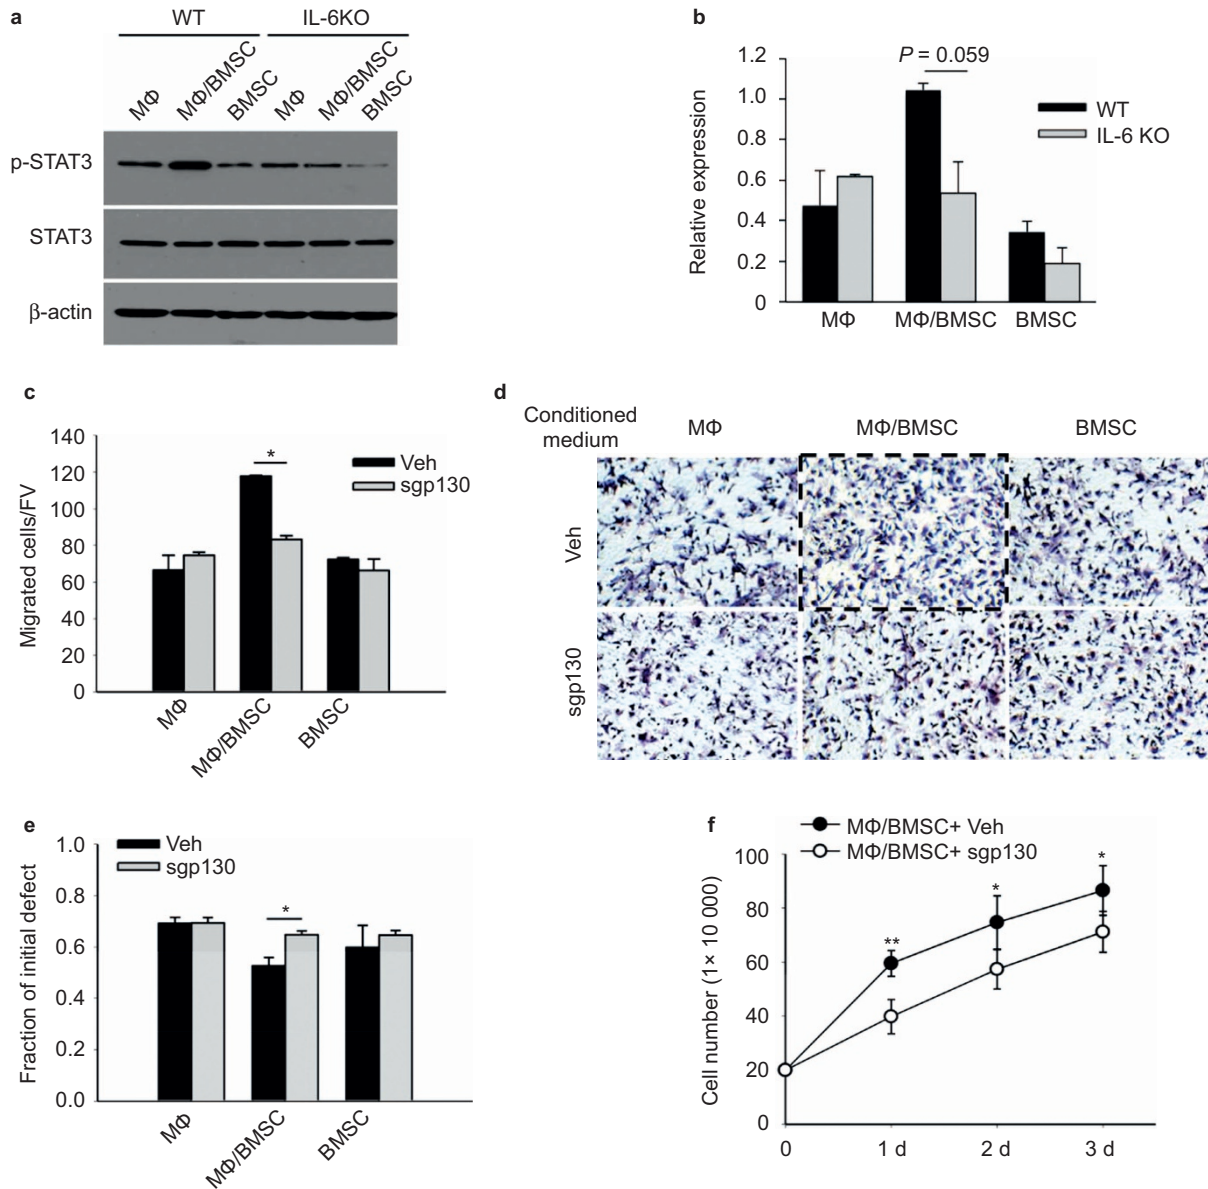 a
WT
IL-6KO
MΦ
MΦ/BMSC
BMSC
MΦ
MΦ/BMSC
BMSC
p-STAT3
STAT3
β-actin
b
1.2
1.0
0.8
0.6
0.4
0.2
0
Relative expression
P = 0.059
WT
IL-6 KO
MΦ
MΦ/BMSC
BMSC
c
140
120
100
80
60
40
20
0
Migrated cells/FV
*
Veh
sgp130
MΦ
MΦ/BMSC
BMSC
d
Conditioned
medium
MΦ
MΦ/BMSC
BMSC
Veh
sgp130
e
1.0
0.8
0.6
0.4
0.2
0.0
Fraction of initial defect
Veh
sgp130
*
MΦ
MΦ/BMSC
BMSC
f
MΦ/BMSC+ Veh
MΦ/BMSC+ sgp130
100
80
60
40
20
0
Cell number (1× 10 000)
**
*
*
0
1 d
2 d
3 d